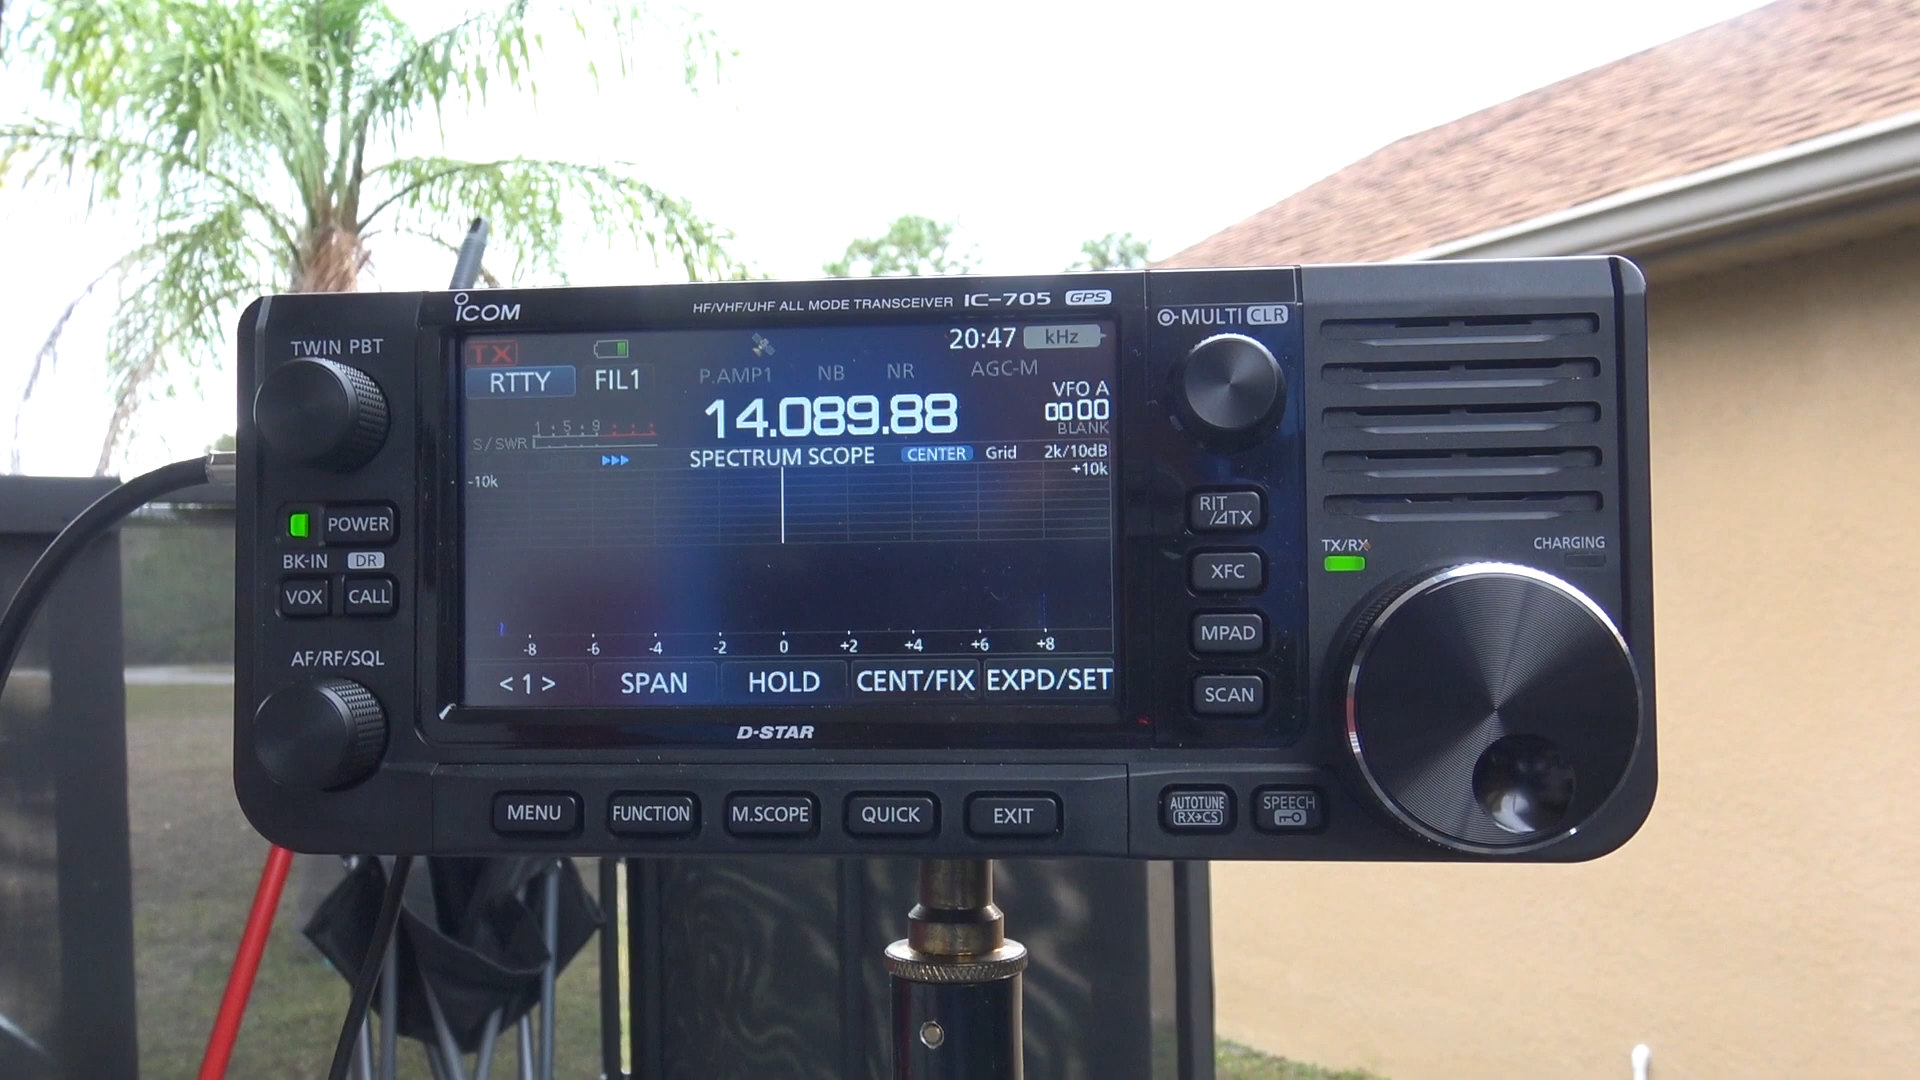 ICOM
HF/VHF/UHF ALL MODE TRANSCEIVER IC-705 GPS
TWIN PBT
MULTI CLR
TX
20:47 kHz
RTTY FIL1 P.AMP1 NB NR AGC-M
14.089.88
VFO A
00 00
BLANK
1 5 9
S/SWR
SPECTRUM SCOPE CENTER Grid 2k/10dB
-10k +10k
-8 -6 -4 -2 0 +2 +4 +6 +8
<1> SPAN HOLD CENT/FIX EXPD/SET
D-STAR
POWER
BK-IN DR
VOX CALL
AF/RF/SQL
RIT
/⊿TX
XFC
MPAD
SCAN
TX/RX CHARGING
MENU FUNCTION M.SCOPE QUICK EXIT
AUTOTUNE
RX→CS
SPEECH